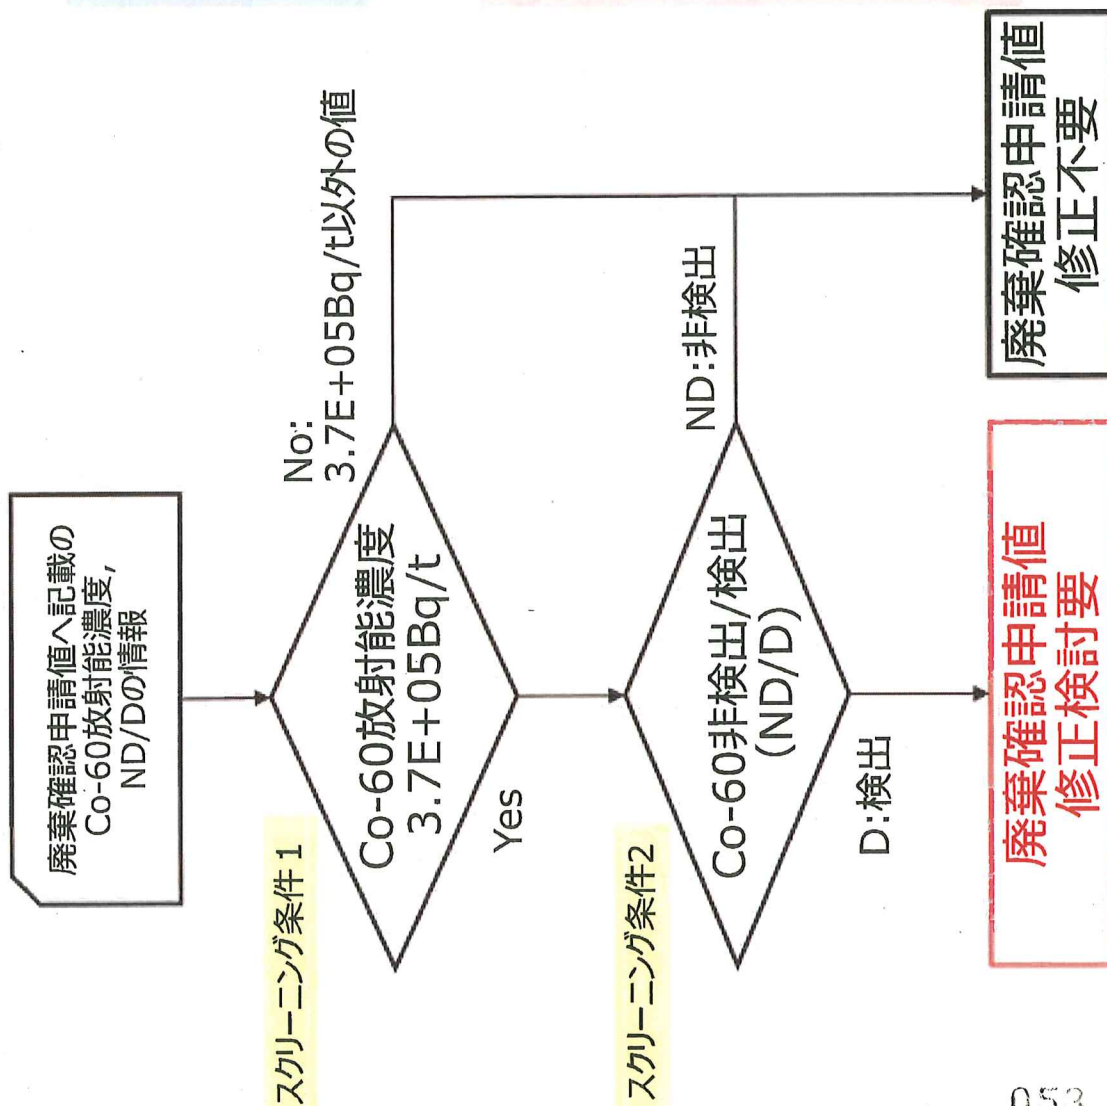 廃棄確認申請値へ記載の
Co-60放射能濃度,
ND/Dの情報
スクリーニング条件1
Co-60放射能濃度
3.7E+05Bq/t
No:
3.7E+05Bq/t以外の値
Yes
スクリーニング条件2
Co-60非検出/検出
(ND/D)
ND:非検出
D:検出
廃棄確認申請値
修正検討要
廃棄確認申請値
修正不要
053